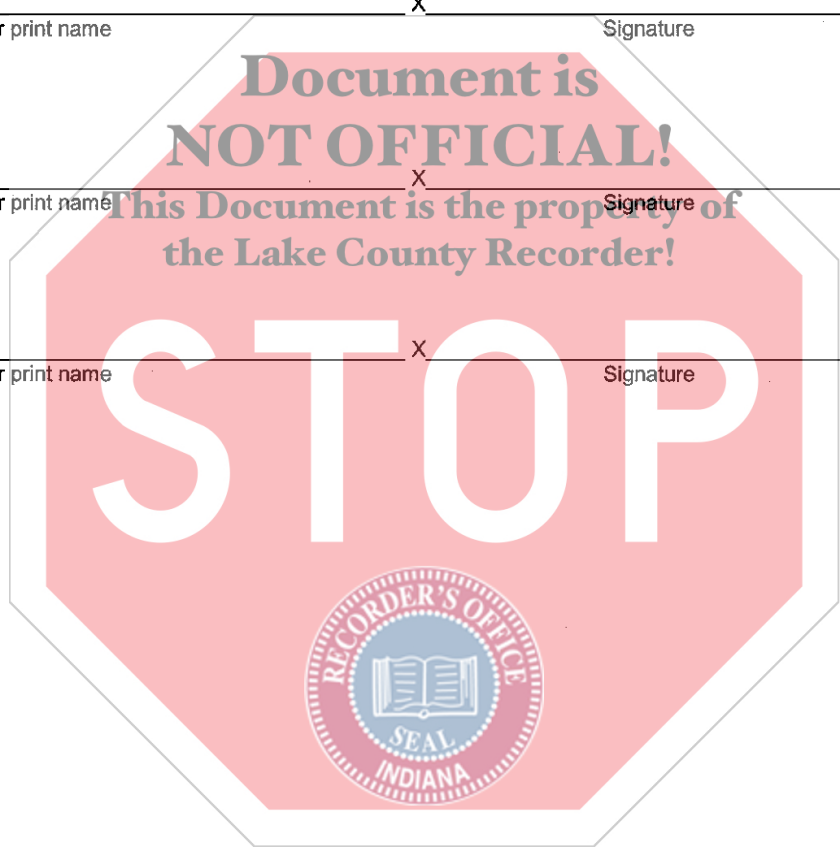 X
r print name Signature
Document is
NOT OFFICIAL!
X
r print name Signature
This Document is the property of
the Lake County Recorder!
X
r print name Signature
STOP
RECORDER'S OFFICE
SEAL
INDIANA